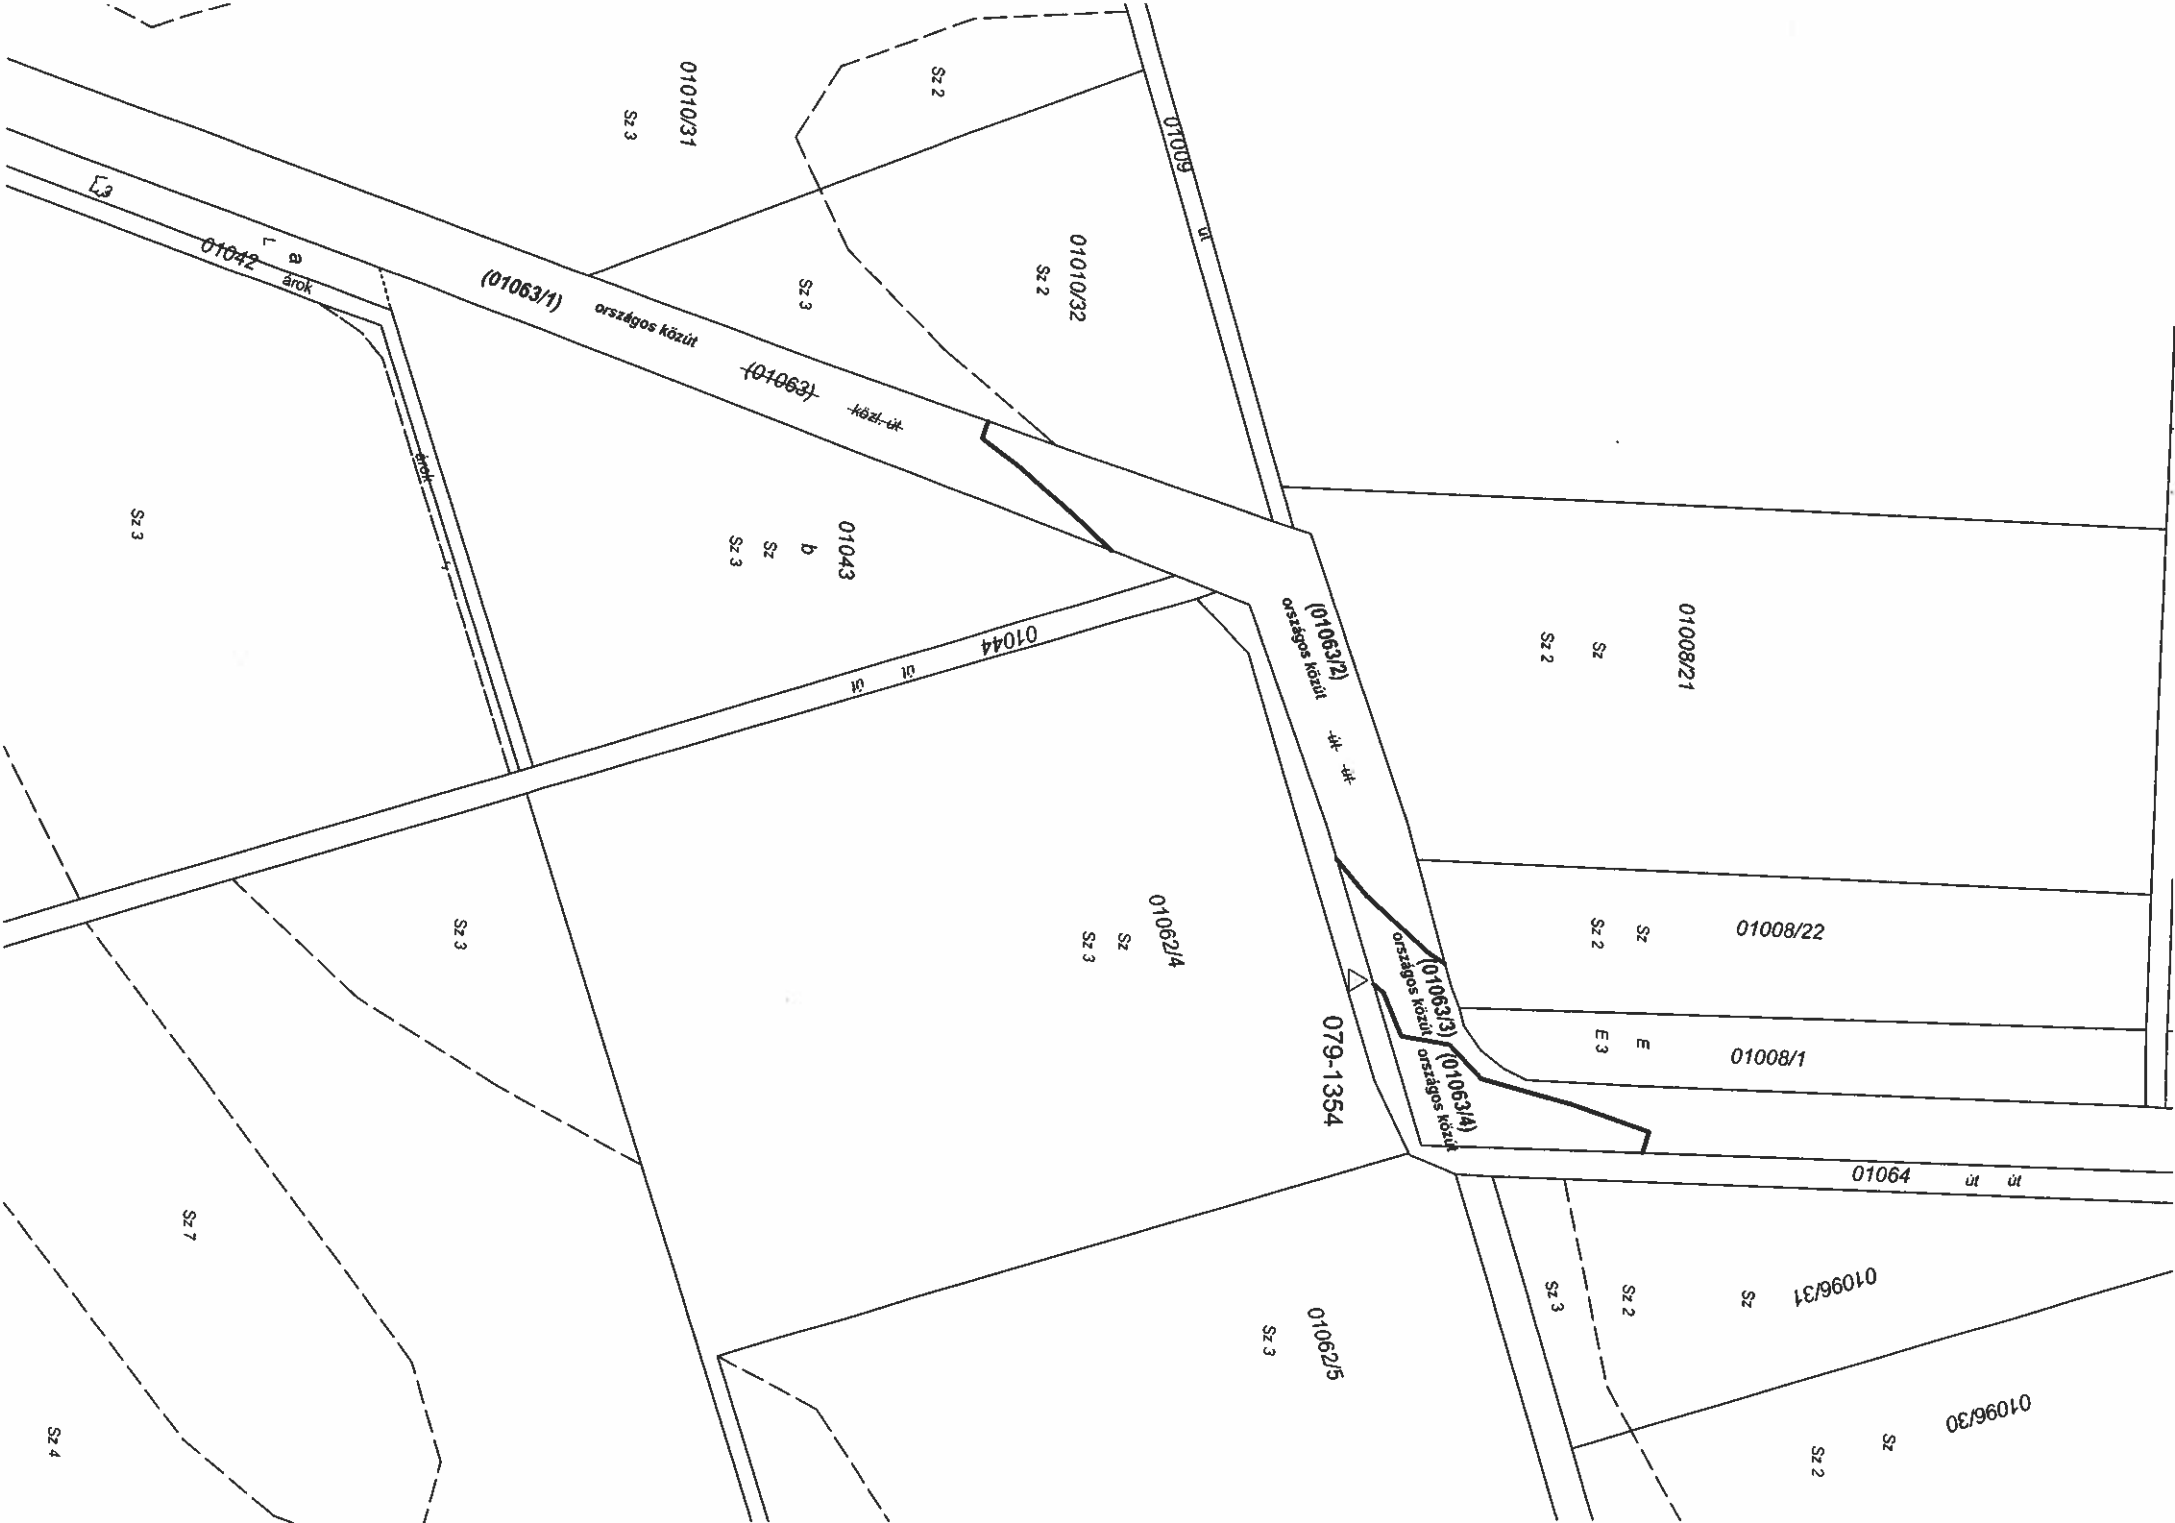 01010/31
Sz 3
Sz 2
01009
út
01010/32
Sz 2
Sz 3
01042
árok
a
(01063/1)
országos közút
(01063)
közl. út
árok
Sz 3
01043
b
Sz
Sz 3
01044
út
út
(01063/2)
országos közút
út
út
01008/21
Sz
Sz 2
01008/22
Sz
Sz 2
01008/1
E
E 3
(01063/3)
országos közút
(01063/4)
országos közút
079-1354
01062/4
Sz
Sz 3
Sz 3
01064
út
út
Sz 7
Sz 4
01062/5
Sz 3
Sz 3
Sz 2
Sz
01096/31
01096/30
Sz
Sz 2